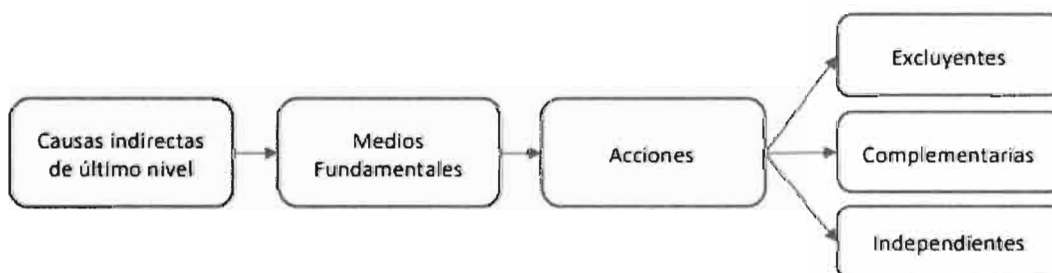 Causas indirectas
de último nivel
Medios
Fundamentales
Acciones
Excluyentes
Complementarias
Independientes